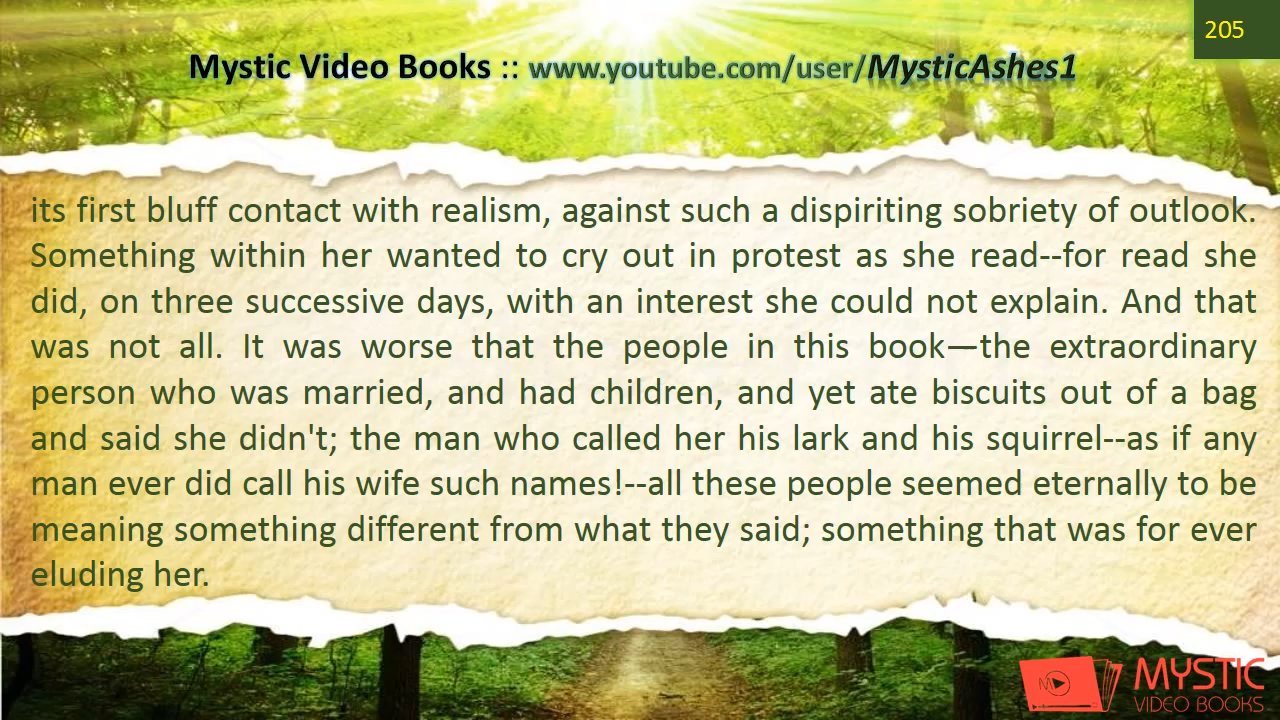 205
Mystic Video Books :: www.youtube.com/user/MysticAshes1
its first bluff contact with realism, against such a dispiriting sobriety of outlook.
Something within her wanted to cry out in protest as she read--for read she
did, on three successive days, with an interest she could not explain. And that
was not all. It was worse that the people in this book—the extraordinary
person who was married, and had children, and yet ate biscuits out of a bag
and said she didn't; the man who called her his lark and his squirrel--as if any
man ever did call his wife such names!--all these people seemed eternally to be
meaning something different from what they said; something that was for ever
eluding her.
MYSTIC
VIDEO BOOKS